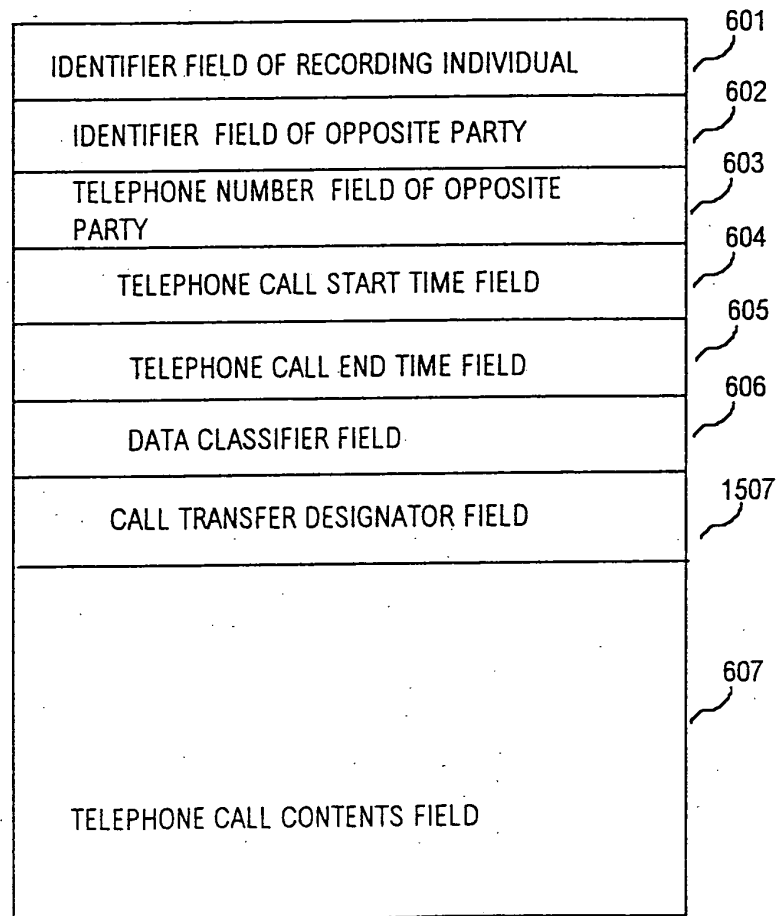 601
IDENTIFIER FIELD OF RECORDING INDIVIDUAL
602
IDENTIFIER FIELD OF OPPOSITE PARTY
603
TELEPHONE NUMBER FIELD OF OPPOSITE
PARTY
604
TELEPHONE CALL START TIME FIELD
605
TELEPHONE CALL END TIME FIELD
606
DATA CLASSIFIER FIELD
1507
CALL TRANSFER DESIGNATOR FIELD
607
TELEPHONE CALL CONTENTS FIELD